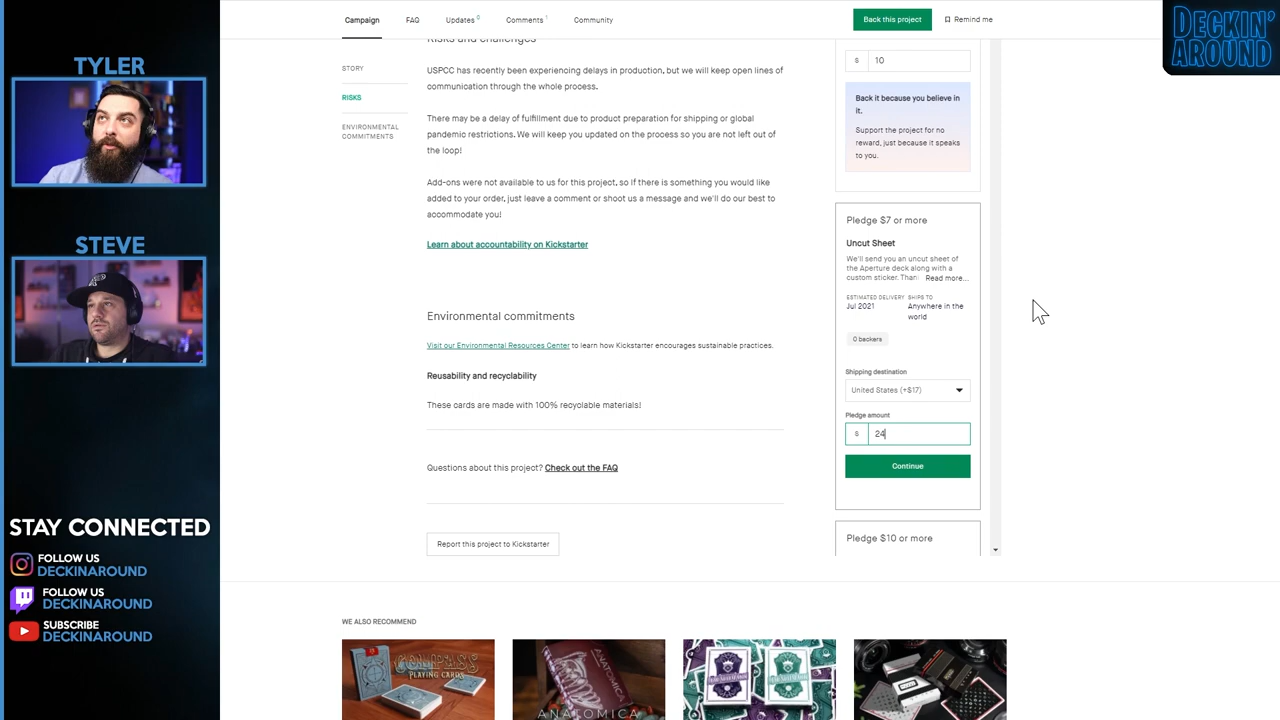 TYLER
STEVE
STAY CONNECTED
FOLLOW US
DECKINAROUND
FOLLOW US
DECKINAROUND
SUBSCRIBE
DECKINAROUND
Campaign
FAQ
Updates 0
Comments 1
Community
Back this project
Remind me
DECKIN'
AROUND
STORY
RISKS
ENVIRONMENTAL
COMMITMENTS
Risks and challenges
USPCC has recently been experiencing delays in production, but we will keep open lines of
communication through the whole process.
There may be a delay of fulfillment due to product preparation for shipping or global
pandemic restrictions. We will keep you updated on the process so you are not left out of
the loop!
Add-ons were not available to us for this project, so if there is something you would like
added to your order, just leave a comment or shoot us a message and we'll do our best to
accommodate you!
Learn about accountability on Kickstarter
Environmental commitments
Visit our Environmental Resources Center to learn how Kickstarter encourages sustainable practices.
Reusability and recyclability
These cards are made with 100% recyclable materials!
Questions about this project? Check out the FAQ
Report this project to Kickstarter
$ 10
Back it because you believe in
it.
Support the project for no
reward, just because it speaks
to you.
Pledge $7 or more
Uncut Sheet
We'll send you an uncut sheet of
the Aperture deck along with a
custom sticker. Than Read more...
ESTIMATED DELIVERY
Jul 2021
SHIPS TO
Anywhere in the
world
0 backers
Shipping destination
United States (+$17)
Pledge amount
$ 24
Continue
Pledge $10 or more
WE ALSO RECOMMEND
COMPASS
PLAYING CARDS
ANATOMICA